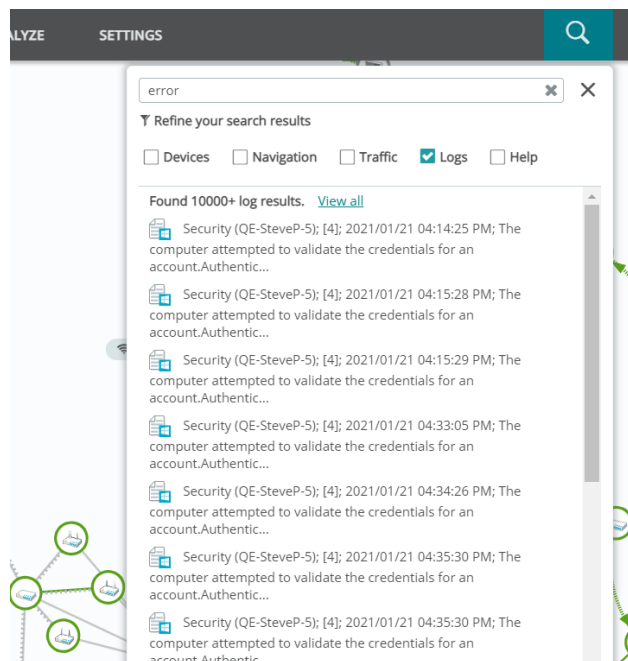 LYZE SETTINGS
error
Refine your search results
Devices Navigation Traffic Logs Help
Found 10000+ log results. View all
Security (QE-SteveP-5); [4]; 2021/01/21 04:14:25 PM; The
computer attempted to validate the credentials for an
account.Authentic...
Security (QE-SteveP-5); [4]; 2021/01/21 04:15:28 PM; The
computer attempted to validate the credentials for an
account.Authentic...
Security (QE-SteveP-5); [4]; 2021/01/21 04:15:29 PM; The
computer attempted to validate the credentials for an
account.Authentic...
Security (QE-SteveP-5); [4]; 2021/01/21 04:33:05 PM; The
computer attempted to validate the credentials for an
account.Authentic...
Security (QE-SteveP-5); [4]; 2021/01/21 04:34:26 PM; The
computer attempted to validate the credentials for an
account.Authentic...
Security (QE-SteveP-5); [4]; 2021/01/21 04:35:30 PM; The
computer attempted to validate the credentials for an
account.Authentic...
Security (QE-SteveP-5); [4]; 2021/01/21 04:35:30 PM; The
computer attempted to validate the credentials for an
account.Authentic...